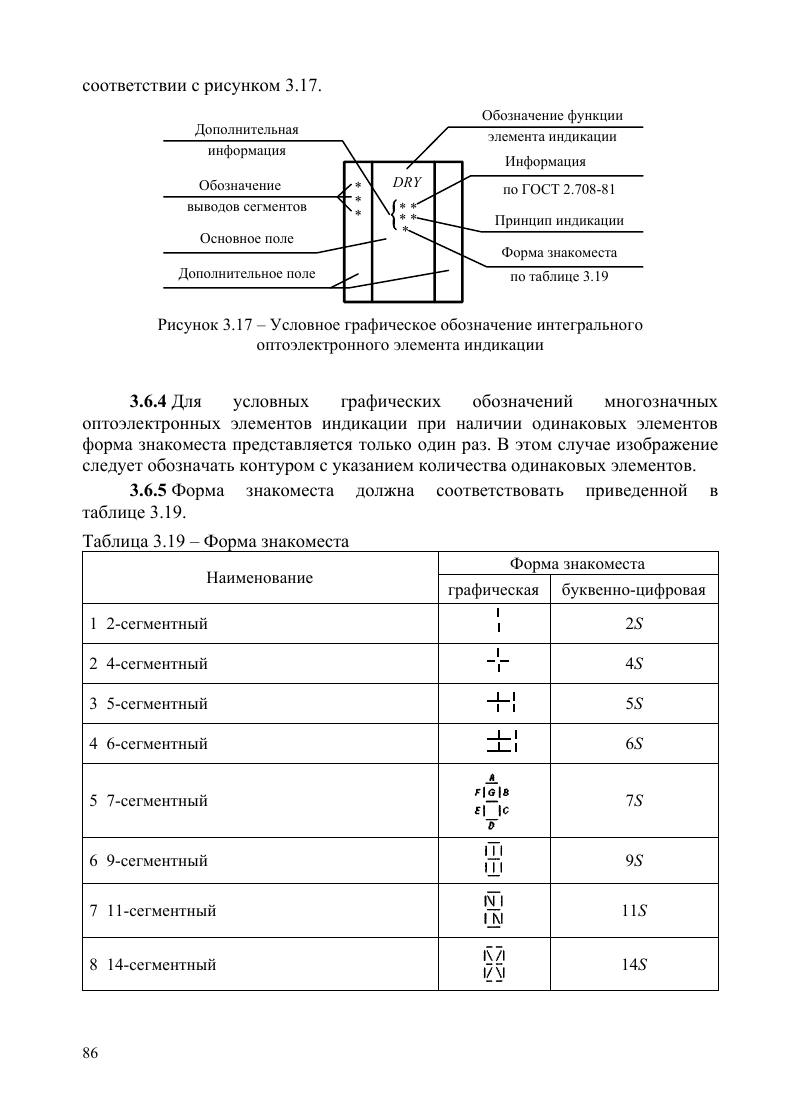 соответствии с рисунком 3.17.
Дополнительная
информация
Обозначение
выводов сегментов
Основное поле
Дополнительное поле
*
*
*
DRY
* *
* *
*
Обозначение функции
элемента индикации
Информация
по ГОСТ 2.708-81
Принцип индикации
Форма знакоместа
по таблице 3.19
Рисунок 3.17 – Условное графическое обозначение интегрального
оптоэлектронного элемента индикации
3.6.4 Для условных графических обозначений многозначных
оптоэлектронных элементов индикации при наличии одинаковых элементов
форма знакоместа представляется только один раз. В этом случае изображение
следует обозначать контуром с указанием количества одинаковых элементов.
3.6.5 Форма знакоместа должна соответствовать приведенной в
таблице 3.19.
Таблица 3.19 – Форма знакоместа
Наименование
Форма знакоместа
графическая буквенно-цифровая
1 2-сегментный 2S
2 4-сегментный 4S
3 5-сегментный 5S
4 6-сегментный 6S
A
F G B
5 7-сегментный 7S
E C
D
6 9-сегментный 9S
7 11-сегментный 11S
8 14-сегментный 14S
86